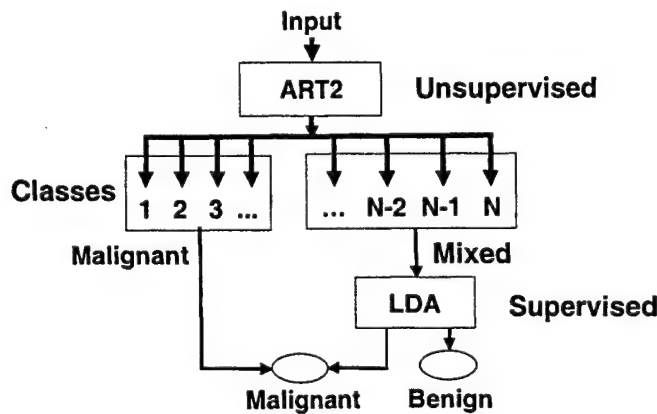 Input
ART2
Unsupervised
Classes
1 2 3 ...
... N-2 N-1 N
Malignant
Mixed
LDA
Supervised
Malignant
Benign